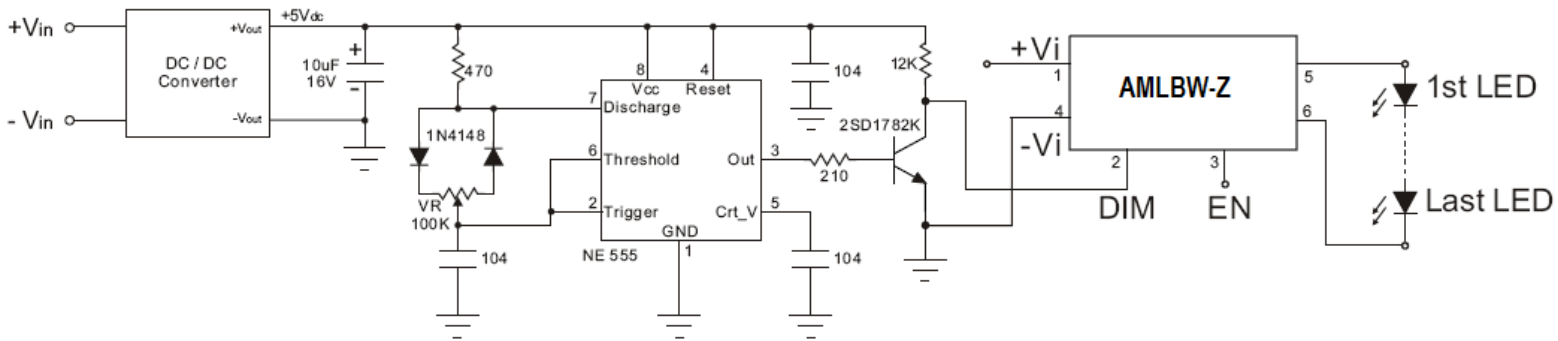 +Vin
- Vin
DC / DC
Converter
+Vout
-Vout
+5Vdc
+
10uF
16V
-
470
1N4148
VR
100K
104
8
Vcc
4
Reset
7
Discharge
6
Threshold
2
Trigger
Out
3
Crt_V
5
GND
1
NE 555
104
104
210
12K
2SD1782K
+Vi
1
4
-Vi
AMLBW-Z
2
DIM
3
EN
5
6
1st LED
Last LED